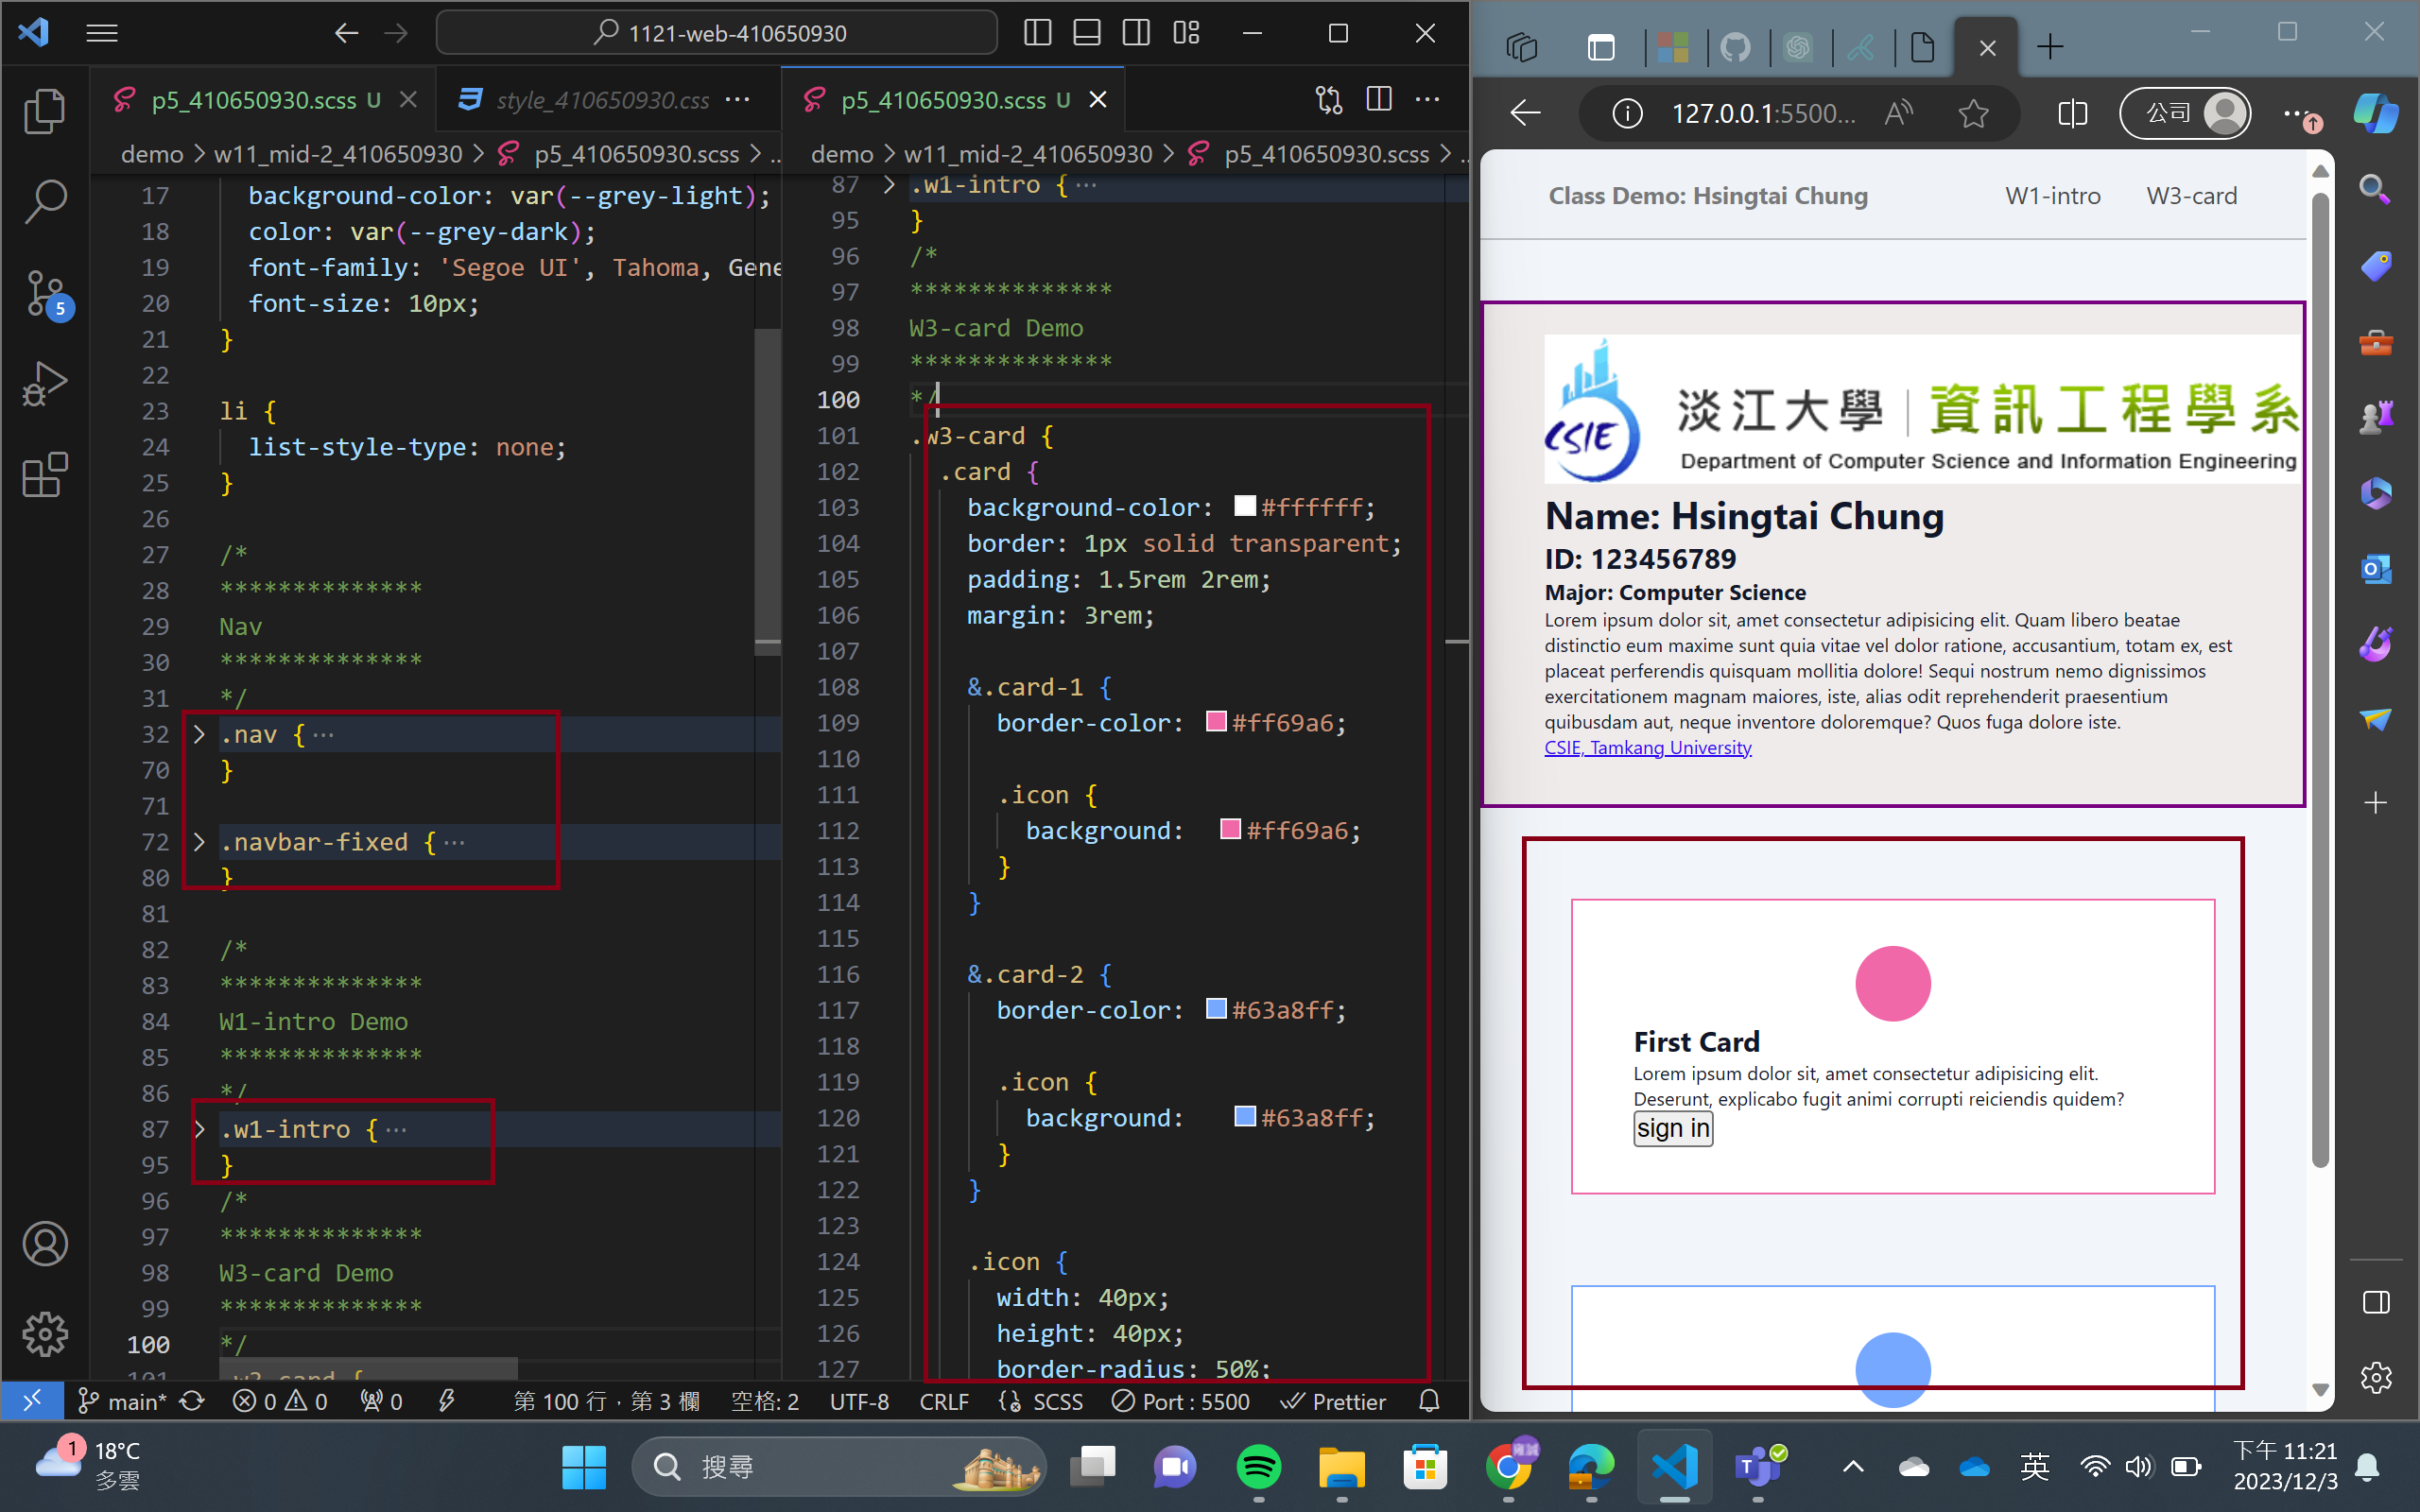 1121-web-410650930
p5_410650930.scss U
style_410650930.css
demo > w11_mid-2_410650930 > p5_410650930.scss > ..
17 background-color: var(--grey-light);
18 color: var(--grey-dark);
19 font-family: 'Segoe UI', Tahoma, Gene
20 font-size: 10px;
21 }
22
23 li {
24 list-style-type: none;
25 }
26
27 /*
28 **************
29 Nav
30 **************
31 */
32 .nav {···
70 }
71
72 .navbar-fixed {···
80 }
81
82 /*
83 **************
84 W1-intro Demo
85 **************
86 */
87 .w1-intro {···
95 }
96 /*
97 **************
98 W3-card Demo
99 **************
100 */
101 .w3-card {
p5_410650930.scss U
demo > w11_mid-2_410650930 > p5_410650930.scss > ..
87 .w1-intro {···
95 }
96 /*
97 **************
98 W3-card Demo
99 **************
100 */
101 .w3-card {
102 .card {
103 background-color: #ffffff;
104 border: 1px solid transparent;
105 padding: 1.5rem 2rem;
106 margin: 3rem;
107
108 &.card-1 {
109 border-color: #ff69a6;
110
111 .icon {
112 background: #ff69a6;
113 }
114 }
115
116 &.card-2 {
117 border-color: #63a8ff;
118
119 .icon {
120 background: #63a8ff;
121 }
122 }
123
124 .icon {
125 width: 40px;
126 height: 40px;
127 border-radius: 50%;
5
main* 0 0 0 第 100 行，第 3 欄 空格: 2 UTF-8 CRLF SCSS Port : 5500 Prettier
127.0.0.1:5500...
公司
Class Demo: Hsingtai Chung W1-intro W3-card
CSIE
淡江大學 | 資訊工程學系
Department of Computer Science and Information Engineering
Name: Hsingtai Chung
ID: 123456789
Major: Computer Science
Lorem ipsum dolor sit, amet consectetur adipisicing elit. Quam libero beatae
distinctio eum maxime sunt quia vitae vel dolor ratione, accusantium, totam ex, est
placeat perferendis quisquam mollitia dolore! Sequi nostrum nemo dignissimos
exercitationem magnam maiores, iste, alias odit reprehenderit praesentium
quibusdam aut, neque inventore doloremque? Quos fuga dolore iste.
CSIE, Tamkang University
First Card
Lorem ipsum dolor sit, amet consectetur adipisicing elit.
Deserunt, explicabo fugit animi corrupti reiciendis quidem?
sign in
1
18°C
多雲
搜尋
英
下午 11:21
2023/12/3